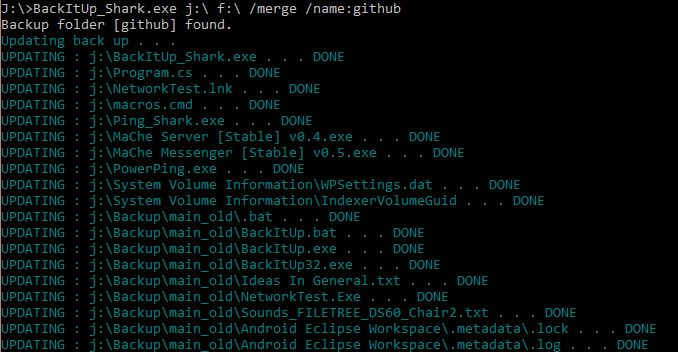 J:\>BackItUp_Shark.exe j:\ f:\ /merge /name:github
Backup folder [github] found.
Updating back up . . .
UPDATING : j:\BackItUp_Shark.exe . . . DONE
UPDATING : j:\Program.cs . . . DONE
UPDATING : j:\NetworkTest.lnk . . . DONE
UPDATING : j:\macros.cmd . . . DONE
UPDATING : j:\Ping_Shark.exe . . . DONE
UPDATING : j:\MaChe Server [Stable] v0.4.exe . . . DONE
UPDATING : j:\MaChe Messenger [Stable] v0.5.exe . . . DONE
UPDATING : j:\PowerPing.exe . . . DONE
UPDATING : j:\System Volume Information\WPSettings.dat . . . DONE
UPDATING : j:\System Volume Information\IndexerVolumeGuid . . . DONE
UPDATING : j:\Backup\main_old\.bat . . . DONE
UPDATING : j:\Backup\main_old\BackItUp.bat . . . DONE
UPDATING : j:\Backup\main_old\BackItUp.exe . . . DONE
UPDATING : j:\Backup\main_old\BackItUp32.exe . . . DONE
UPDATING : j:\Backup\main_old\Ideas In General.txt . . . DONE
UPDATING : j:\Backup\main_old\NetworkTest.Exe . . . DONE
UPDATING : j:\Backup\main_old\Sounds_FILETREE_DS60_Chair2.txt . . . DONE
UPDATING : j:\Backup\main_old\Android Eclipse Workspace\.metadata\.lock . . . DONE
UPDATING : j:\Backup\main_old\Android Eclipse Workspace\.metadata\.log . . . DONE